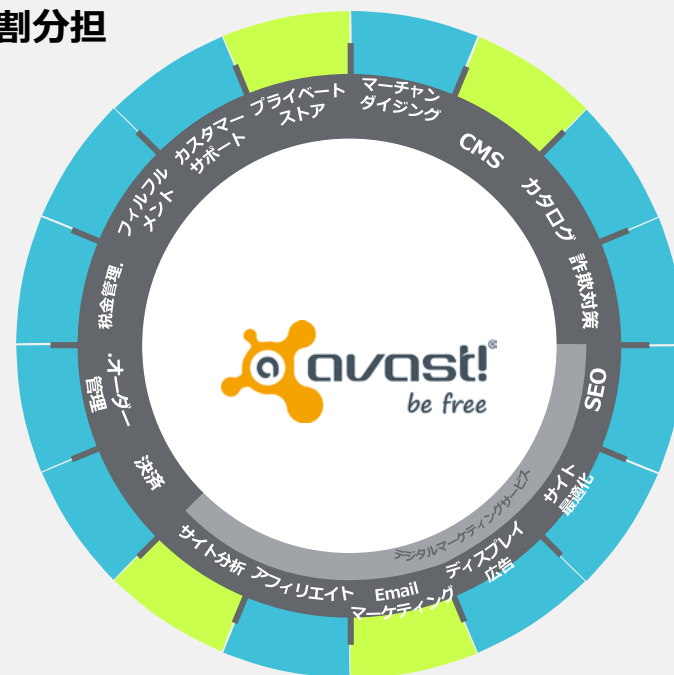 割分担
マーチャン
ダイジング
CMS
カタログ
詐欺対策
SEO
サイト
最適化
ディスプレイ
広告
Email
マーケティング
アフィリエイト
サイト分析
決済
.オーダー
管理
税金管理.
フィルフル
メント
カスタマー
サポート
プライベート
ストア
デジタルマーケティングサービス
avast!®
be free